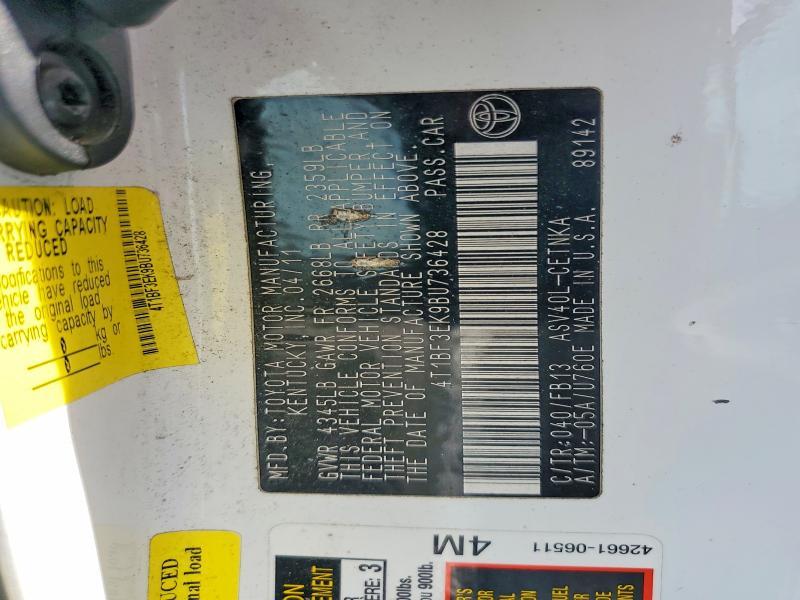 MFD.BY:TOYOTA MOTOR MANUFACTURING,
KENTUCKY, INC. 04/11
GVWR 4345LB GAWR FR 2668LB RR 2359LB
THIS VEHICLE CONFORMS TO APPLICABLE
FEDERAL MOTOR VEHICLE BUMPER, AND
THEFT PREVENTION STANDARDS IN EFFECT ON
THE DATE OF MANUFACTURE SHOWN ABOVE.
4T1BF3EK9BU736428 PASS.CAR
C/TR:040/FB13 ASV40L-CETNKA
A/TM:-05A/U760E MADE IN U.S.A. 89142
CAUTION: LOAD
CARRYING CAPACITY
REDUCED
Modifications to this
vehicle have reduced
the original load
carrying capacity by
0 kg or
0 lbs.
4T1BF3EK9BU736428
4M
42661-06511